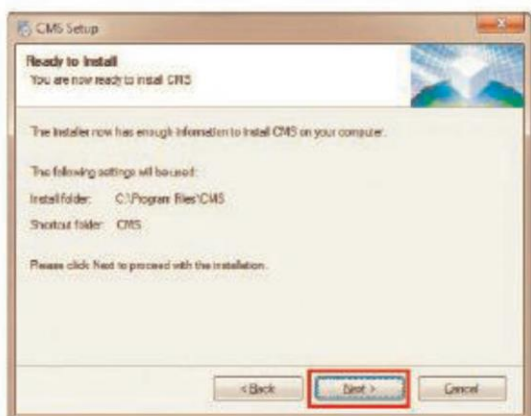 CMS Setup
Ready to Install
You are now ready to install CMS
The installer now has enough information to install CMS on your computer.
The following settings will be used:
Install folder: C:\Program Files\CMS
Shortcut folder: CMS
Please click Next to proceed with the installation.
< Back Next > Cancel